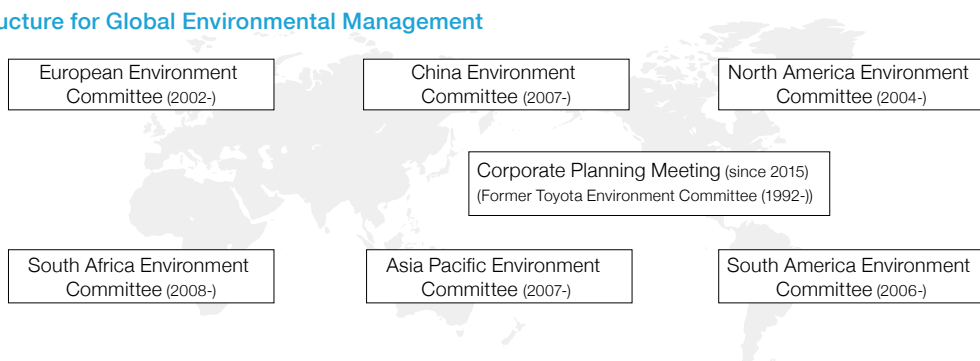 ucture for Global Environmental Management
European Environment
Committee (2002-)
China Environment
Committee (2007-)
North America Environment
Committee (2004-)
Corporate Planning Meeting (since 2015)
(Former Toyota Environment Committee (1992-))
South Africa Environment
Committee (2008-)
Asia Pacific Environment
Committee (2007-)
South America Environment
Committee (2006-)